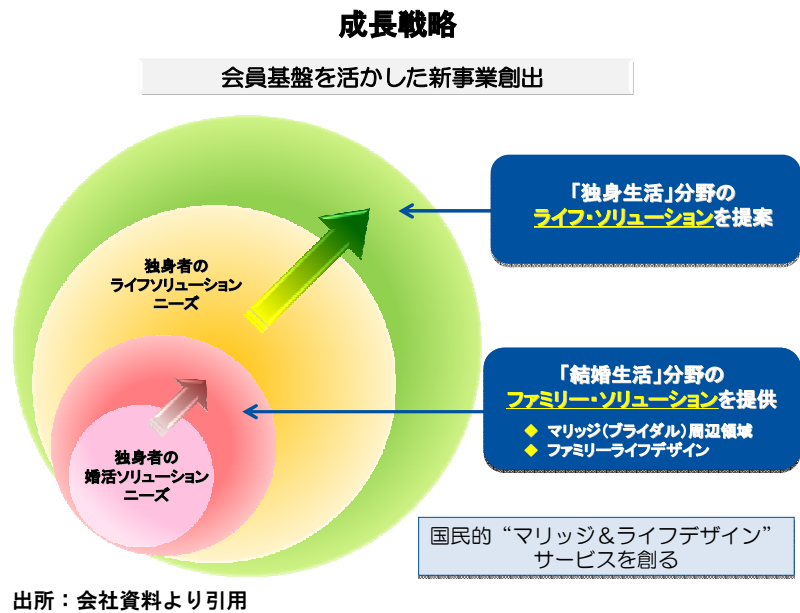 成長戦略
会員基盤を活かした新事業創出
「独身生活」分野の
ライフ・ソリューションを提案
独身者の
ライフソリューション
ニーズ
「結婚生活」分野の
ファミリー・ソリューションを提供
◆ マリッジ(ブライダル)周辺領域
◆ ファミリーライフデザイン
独身者の
婚活ソリューション
ニーズ
国民的“マリッジ&ライフデザイン”
サービスを創る
出所:会社資料より引用